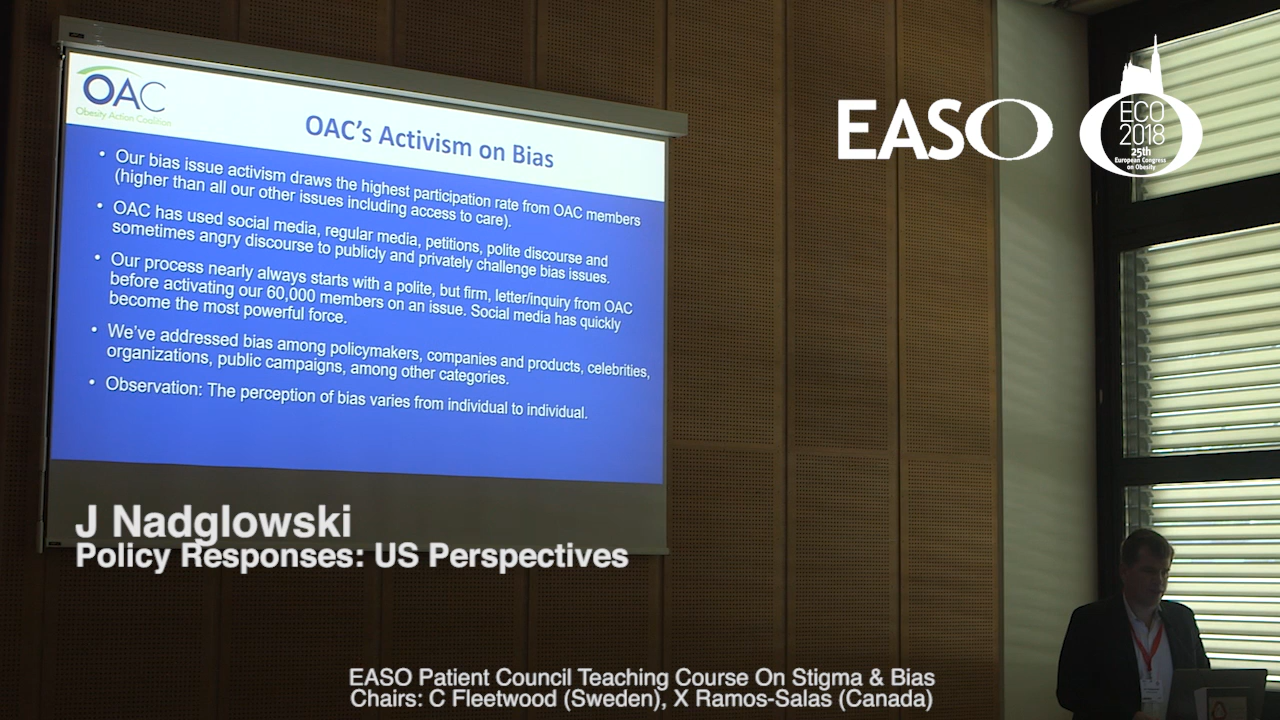 OAC
Obesity Action Coalition
OAC's Activism on Bias
• Our bias issue activism draws the highest participation rate from OAC members
(higher than all our other issues including access to care).
• OAC has used social media, regular media, petitions, polite discourse and
sometimes angry discourse to publicly and privately challenge bias issues.
• Our process nearly always starts with a polite, but firm, letter/inquiry from OAC
before activating our 60,000 members on an issue. Social media has quickly
become the most powerful force.
• We've addressed bias among policymakers, companies and products, celebrities,
organizations, public campaigns, among other categories.
• Observation: The perception of bias varies from individual to individual.
EASO
ECO
2018
25th
European Congress
on Obesity
J Nadglowski
Policy Responses: US Perspectives
EASO Patient Council Teaching Course On Stigma & Bias
Chairs: C Fleetwood (Sweden), X Ramos-Salas (Canada)